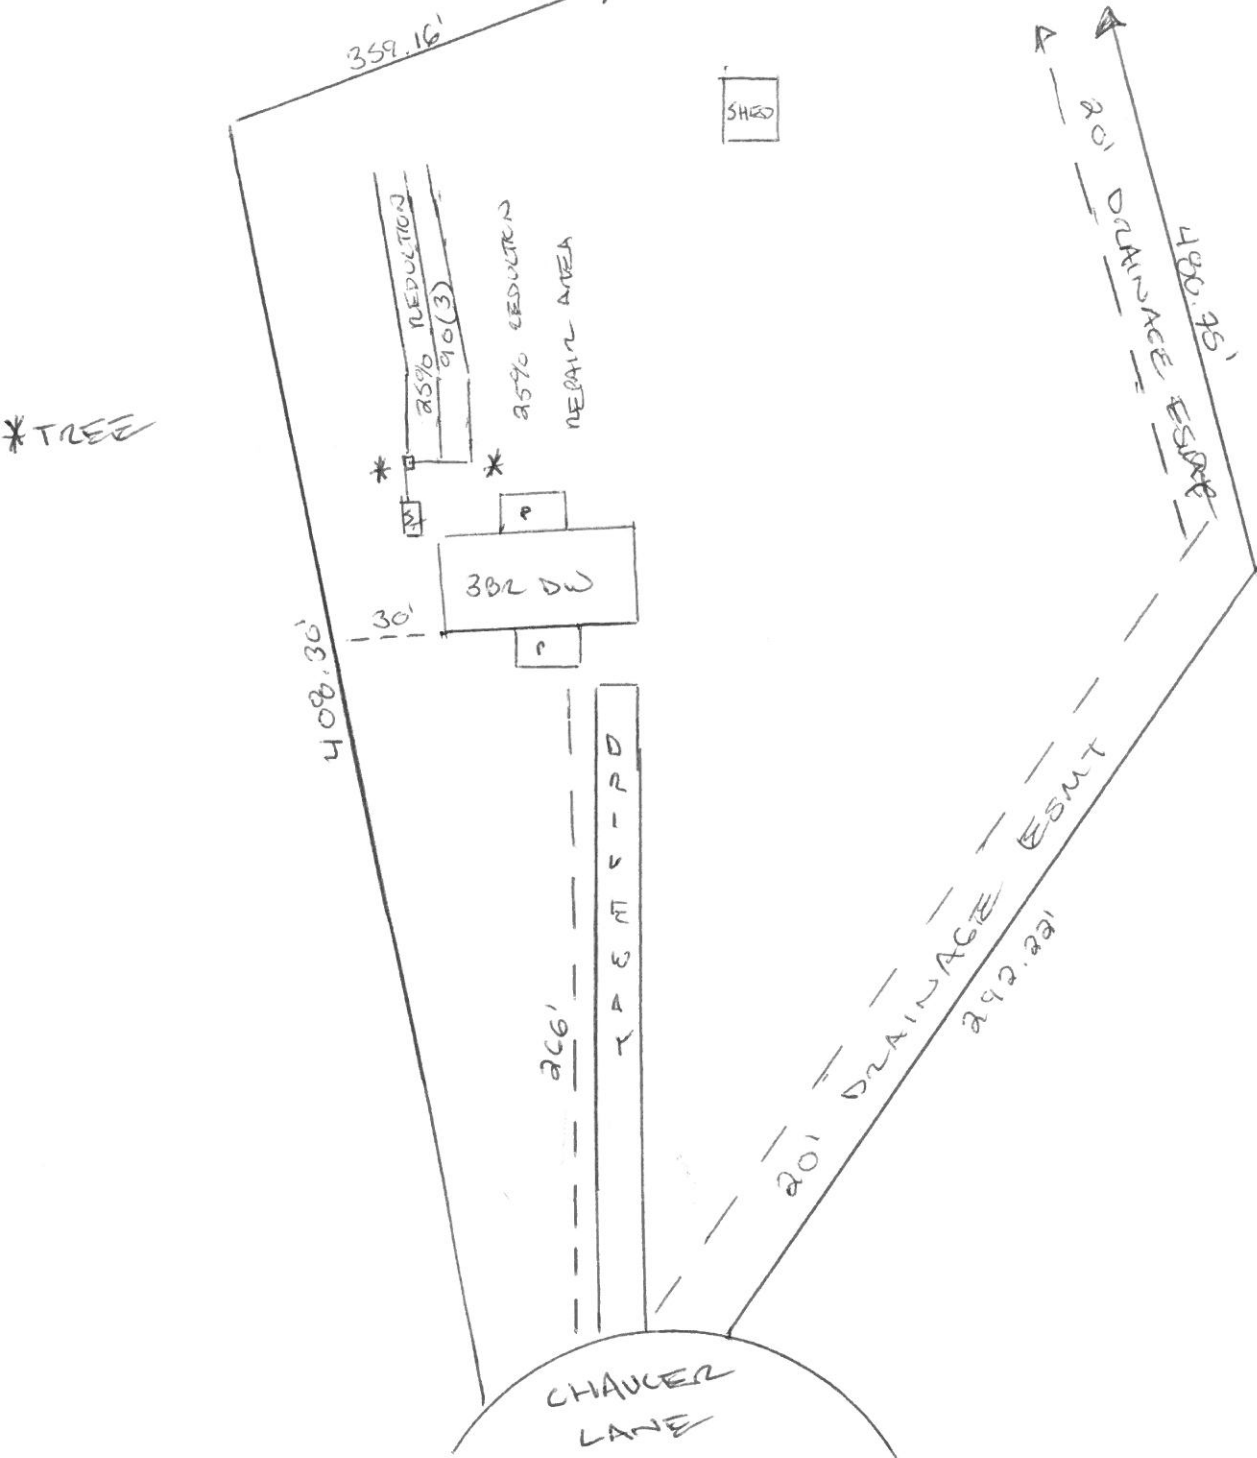 359.16'
SHED
20' DRAINAGE ESMT
480.75'
25% REDUCTION
90(3)
25% REDUCTION
REPAIR AREA
* TREE
*
*
P
3BR DW
30'
P
408.30'
DRIVEWAY
266'
20' DRAINAGE ESMT
292.22'
CHAUCER
LANE